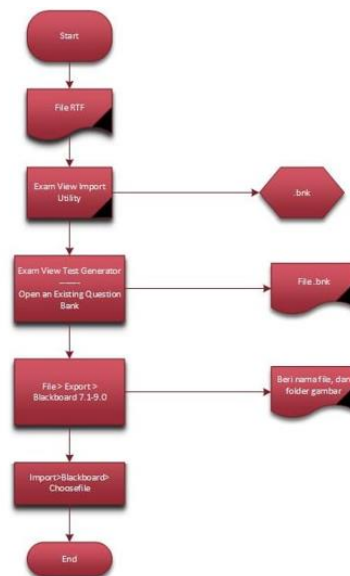 Start
File RTF
Exam View Import
Utility
.bnk
Exam View Test Generator
--------
Open an Existing Question
Bank
File .bnk
File > Export >
Blackboard 7.1-9.0
Beri nama file, dan
folder gambar
Import>Blackboard>
Choosefile
End